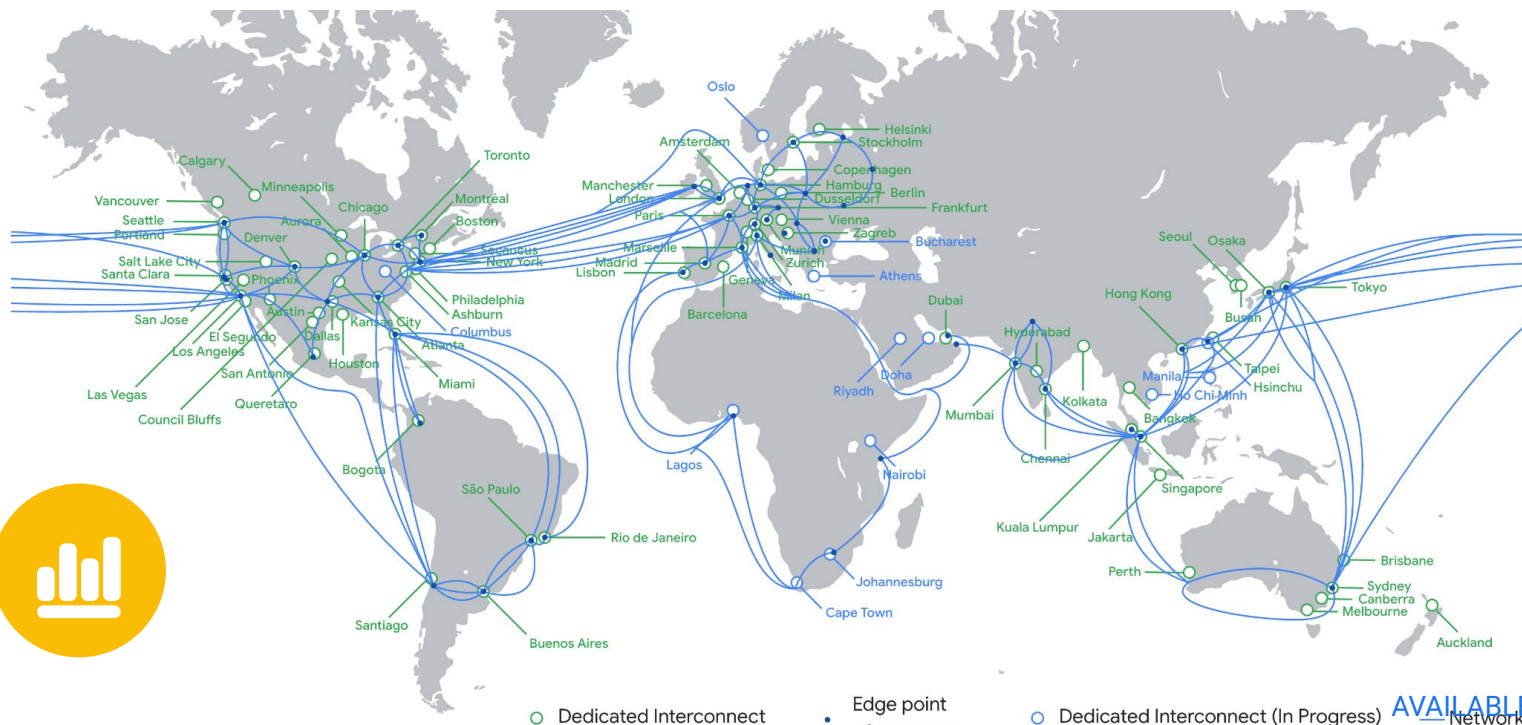 Oslo
Helsinki
Stockholm
Amsterdam
Copenhagen
Hamburg
Berlin
Dusseldorf
Frankfurt
Manchester
London
Paris
Vienna
Zagreb
Bucharest
Munich
Zurich
Marseille
Madrid
Lisbon
Geneva
Milan
Athens
Barcelona
Calgary
Toronto
Minneapolis
Vancouver
Montréal
Chicago
Seattle
Aurora
Boston
Portland
Denver
Secaucus
New York
Salt Lake City
Santa Clara
Phoenix
Philadelphia
Ashburn
Columbus
San Jose
Austin
Kansas City
El Segundo
Dallas
Atlanta
Los Angeles
Houston
San Antonio
Miami
Las Vegas
Queretaro
Council Bluffs
Bogota
São Paulo
Rio de Janeiro
Santiago
Buenos Aires
Dubai
Doha
Riyadh
Lagos
Nairobi
Johannesburg
Cape Town
Seoul
Osaka
Tokyo
Hong Kong
Busan
Hyderabad
Taipei
Manila
Hsinchu
Ho Chi Minh
Kolkata
Mumbai
Bangkok
Chennai
Singapore
Kuala Lumpur
Jakarta
Perth
Brisbane
Sydney
Canberra
Melbourne
Auckland
Dedicated Interconnect
Edge point
Dedicated Interconnect (In Progress)
Network